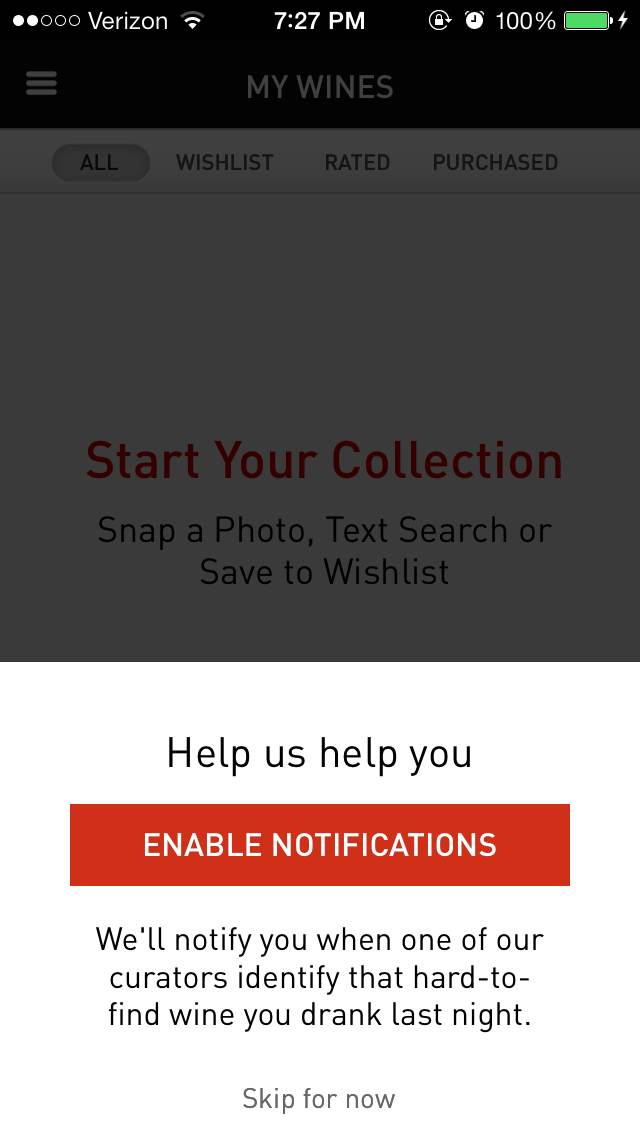 Verizon 7:27 PM 100%
MY WINES
ALL WISHLIST RATED PURCHASED
Start Your Collection
Snap a Photo, Text Search or
Save to Wishlist
Help us help you
ENABLE NOTIFICATIONS
We'll notify you when one of our
curators identify that hard-to-
find wine you drank last night.
Skip for now